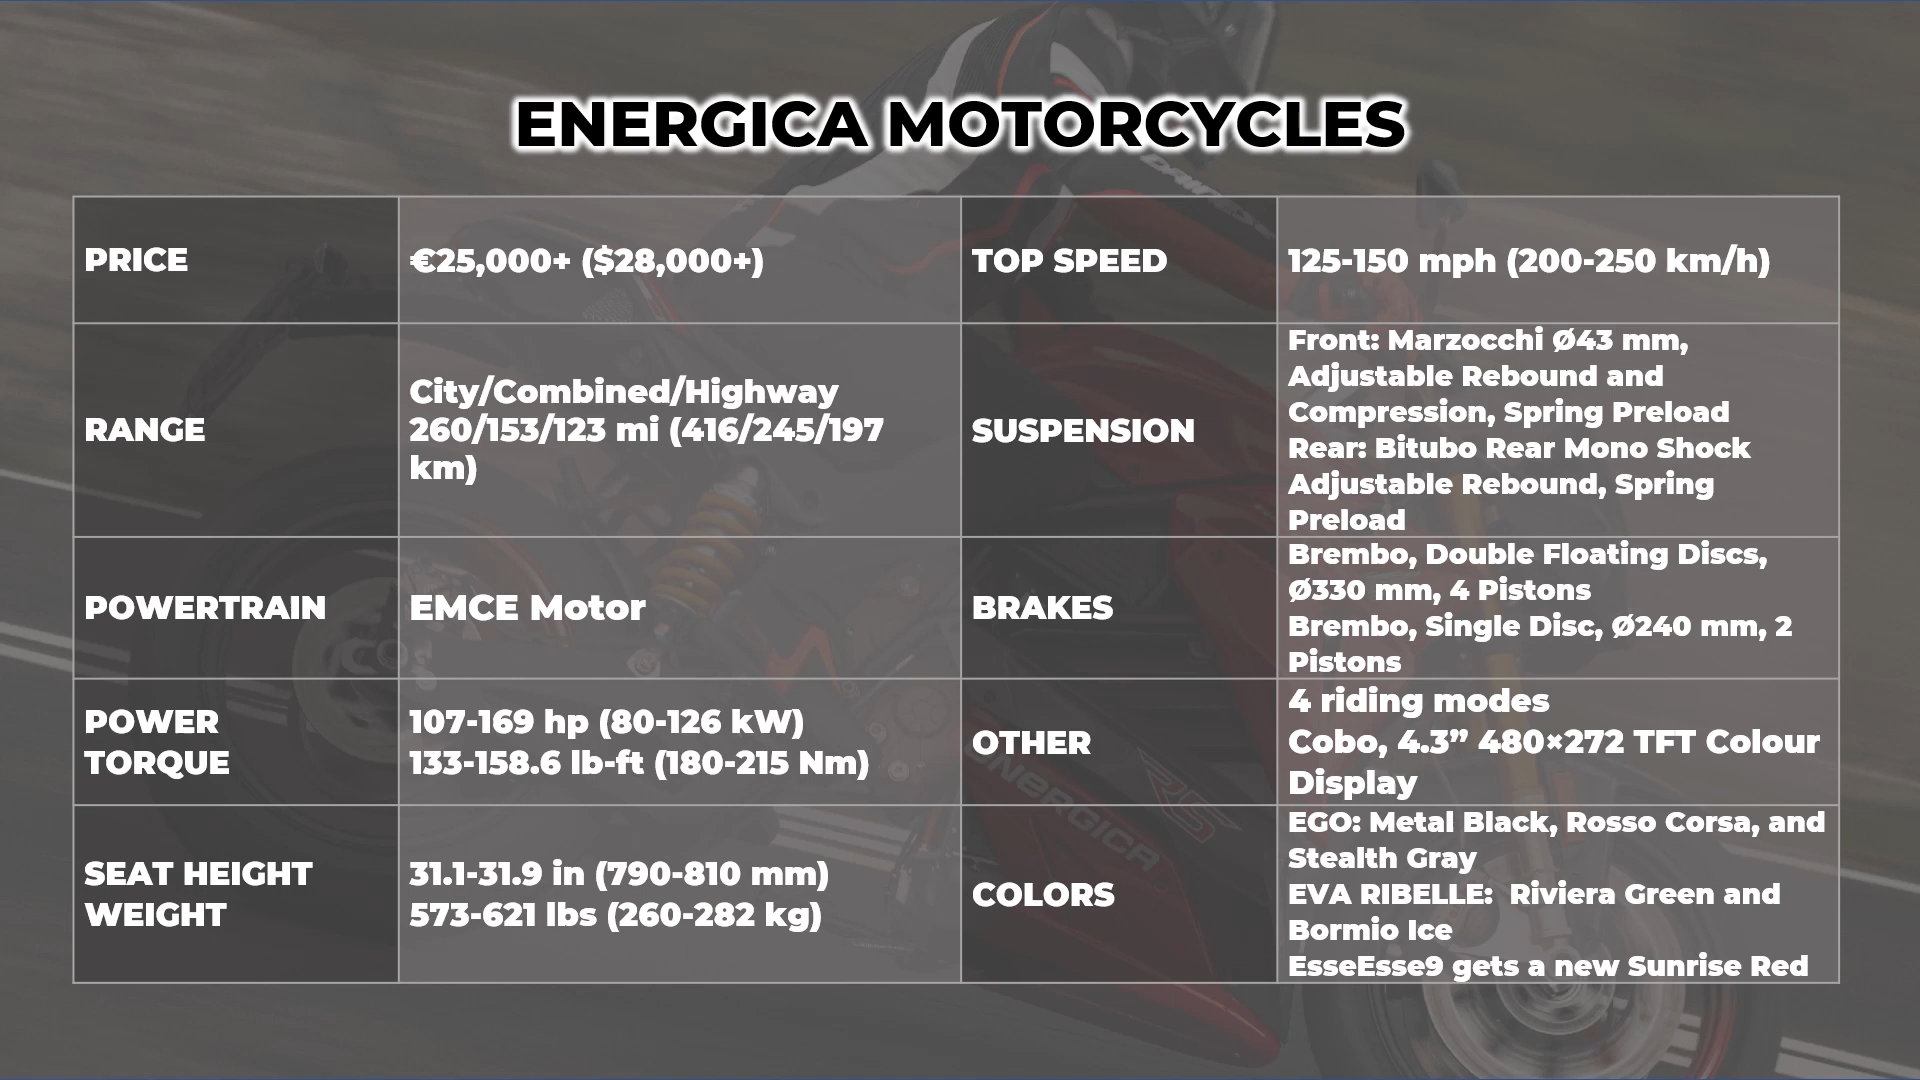 ENERGICA MOTORCYCLES
PRICE
€25,000+ ($28,000+)
TOP SPEED
125-150 mph (200-250 km/h)
RANGE
City/Combined/Highway
260/153/123 mi (416/245/197
km)
SUSPENSION
Front: Marzocchi Ø43 mm,
Adjustable Rebound and
Compression, Spring Preload
Rear: Bitubo Rear Mono Shock
Adjustable Rebound, Spring
Preload
POWERTRAIN
EMCE Motor
BRAKES
Brembo, Double Floating Discs,
Ø330 mm, 4 Pistons
Brembo, Single Disc, Ø240 mm, 2
Pistons
POWER
TORQUE
107-169 hp (80-126 kW)
133-158.6 lb-ft (180-215 Nm)
OTHER
4 riding modes
Cobo, 4.3” 480×272 TFT Colour
Display
SEAT HEIGHT
WEIGHT
31.1-31.9 in (790-810 mm)
573-621 lbs (260-282 kg)
COLORS
EGO: Metal Black, Rosso Corsa, and
Stealth Gray
EVA RIBELLE:  Riviera Green and
Bormio Ice
EsseEsse9 gets a new Sunrise Red
ENERGICA
RS